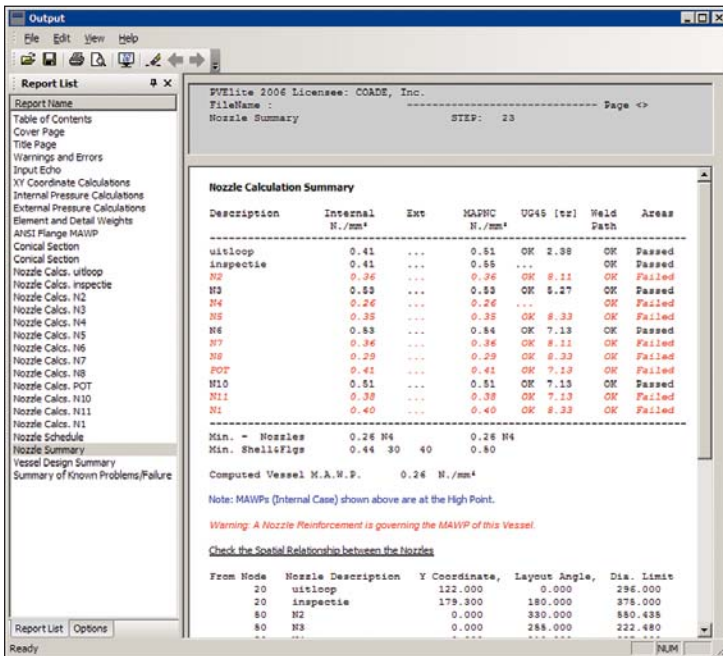 Output
File Edit View Help
Report List
Report Name
Table of Contents
Cover Page
Title Page
Warnings and Errors
Input Echo
XY Coordinate Calculations
Internal Pressure Calculations
External Pressure Calculations
Element and Detail Weights
ANSI Flange MAWP
Conical Section
Conical Section
Nozzle Calcs. uitloop
Nozzle Calcs. inspectie
Nozzle Calcs. N2
Nozzle Calcs. N3
Nozzle Calcs. N4
Nozzle Calcs. N5
Nozzle Calcs. N6
Nozzle Calcs. N7
Nozzle Calcs. N8
Nozzle Calcs. POT
Nozzle Calcs. N10
Nozzle Calcs. N11
Nozzle Calcs. N1
Nozzle Schedule
Nozzle Summary
Vessel Design Summary
Summary of Known Problems/Failure
Report List Options
Ready
PVElite 2006 Licensee: COADE, Inc.
FileName : ------------------------------ Page <>
Nozzle Summary STEP: 23
Nozzle Calculation Summary
Description Internal Ext MAPNC UG45 [tr] Weld Areas
N./mm² N./mm² Path
uitloop 0.41 ... 0.51 OK 2.38 OK Passed
inspectie 0.41 ... 0.55 ... OK Passed
N2 0.36 ... 0.36 OK 8.11 OK Failed
N3 0.53 ... 0.53 OK 5.27 OK Passed
N4 0.26 ... 0.26 ... OK Failed
N5 0.35 ... 0.35 OK 8.33 OK Failed
N6 0.53 ... 0.54 OK 7.13 OK Passed
N7 0.36 ... 0.36 OK 8.11 OK Failed
N8 0.29 ... 0.29 OK 8.33 OK Failed
POT 0.41 ... 0.41 OK 7.13 OK Failed
N10 0.51 ... 0.51 OK 7.13 OK Passed
N11 0.38 ... 0.38 OK 7.13 OK Failed
N1 0.40 ... 0.40 OK 8.33 OK Failed
Min. - Nozzles 0.26 N4 0.26 N4
Min. Shell&Flgs 0.44 30 40 0.50
Computed Vessel M.A.W.P. 0.26 N./mm²
Note: MAWPs (Internal Case) shown above are at the High Point.
Warning: A Nozzle Reinforcement is governing the MAWP of this Vessel.
Check the Spatial Relationship between the Nozzles
From Node Nozzle Description Y Coordinate, Layout Angle, Dia. Limit
20 uitloop 122.000 0.000 296.000
20 inspectie 179.300 180.000 375.000
50 N2 0.000 330.000 550.435
50 N3 0.000 255.000 222.480
NUM